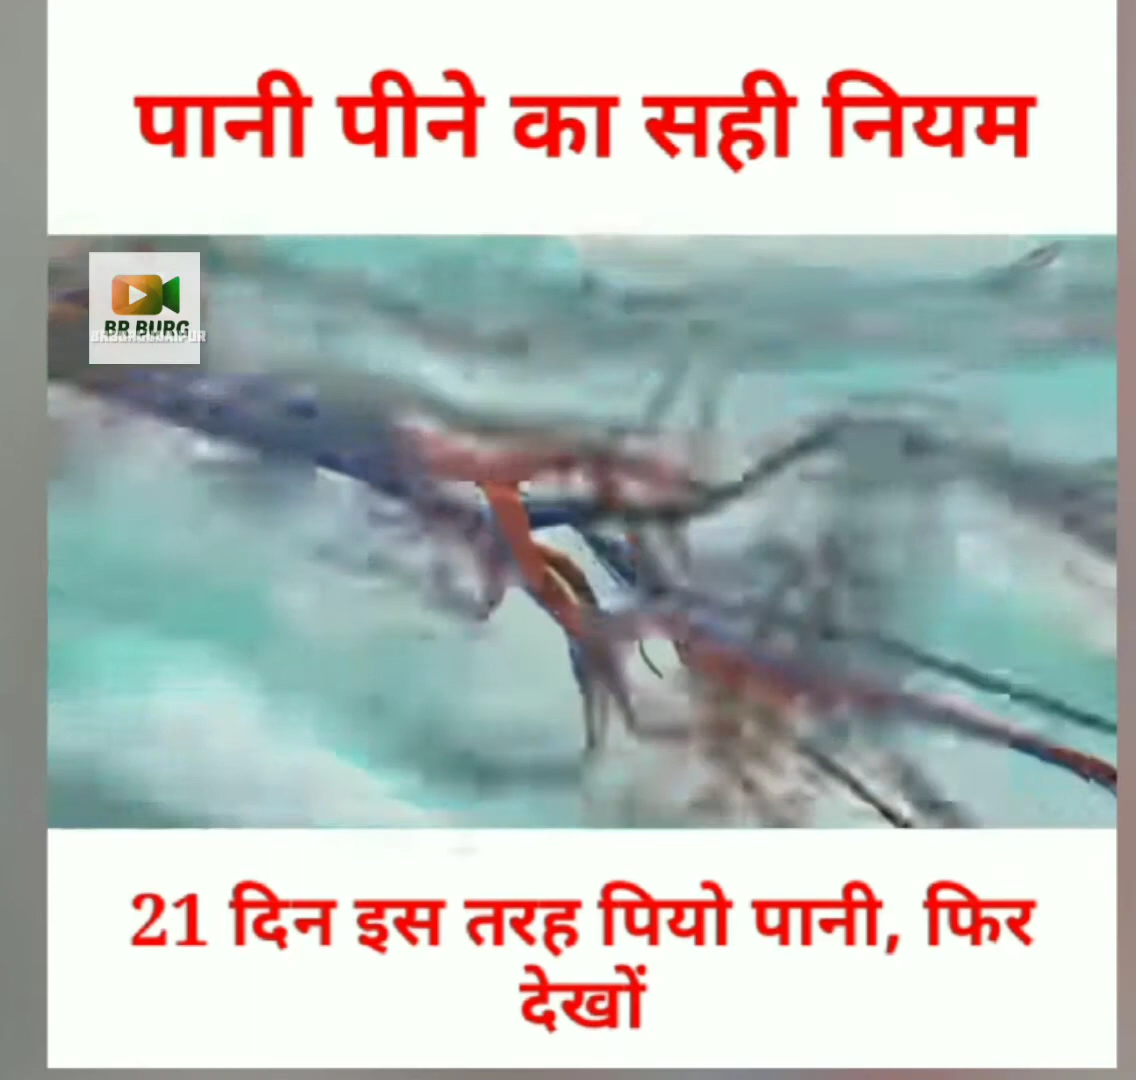 पानी पीने का सही नियम
BR BURG
21 दिन इस तरह पियो पानी, फिर
देखों